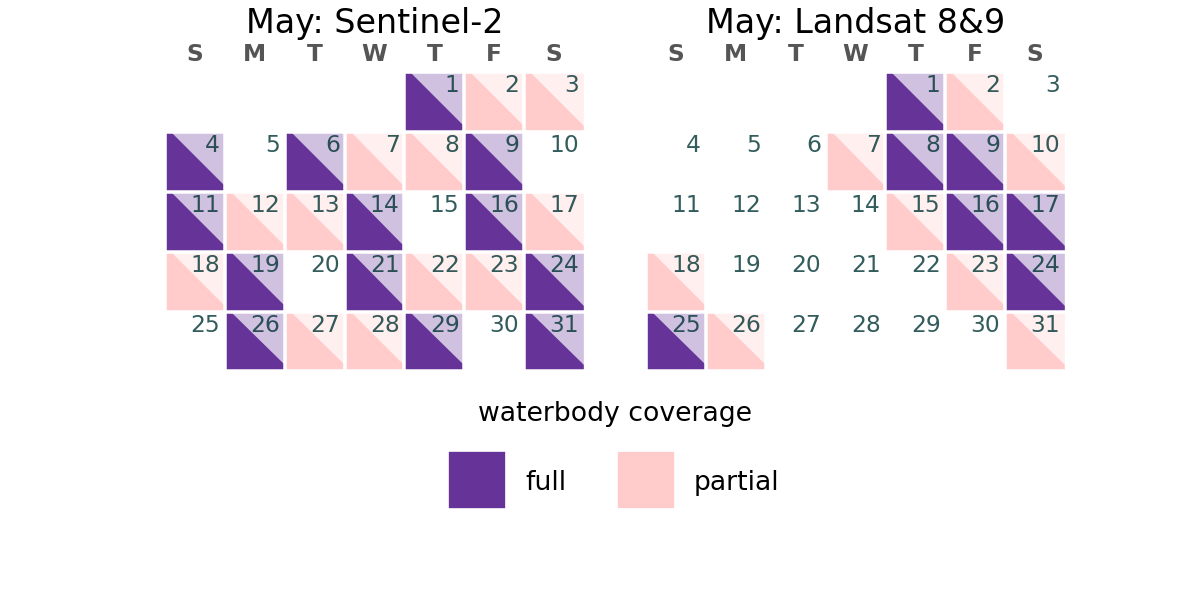 May: Sentinel-2
S M T W T F S
1 2 3
4 5 6 7 8 9 10
11 12 13 14 15 16 17
18 19 20 21 22 23 24
25 26 27 28 29 30 31
May: Landsat 8&9
S M T W T F S
1 2 3
4 5 6 7 8 9 10
11 12 13 14 15 16 17
18 19 20 21 22 23 24
25 26 27 28 29 30 31
waterbody coverage
full partial